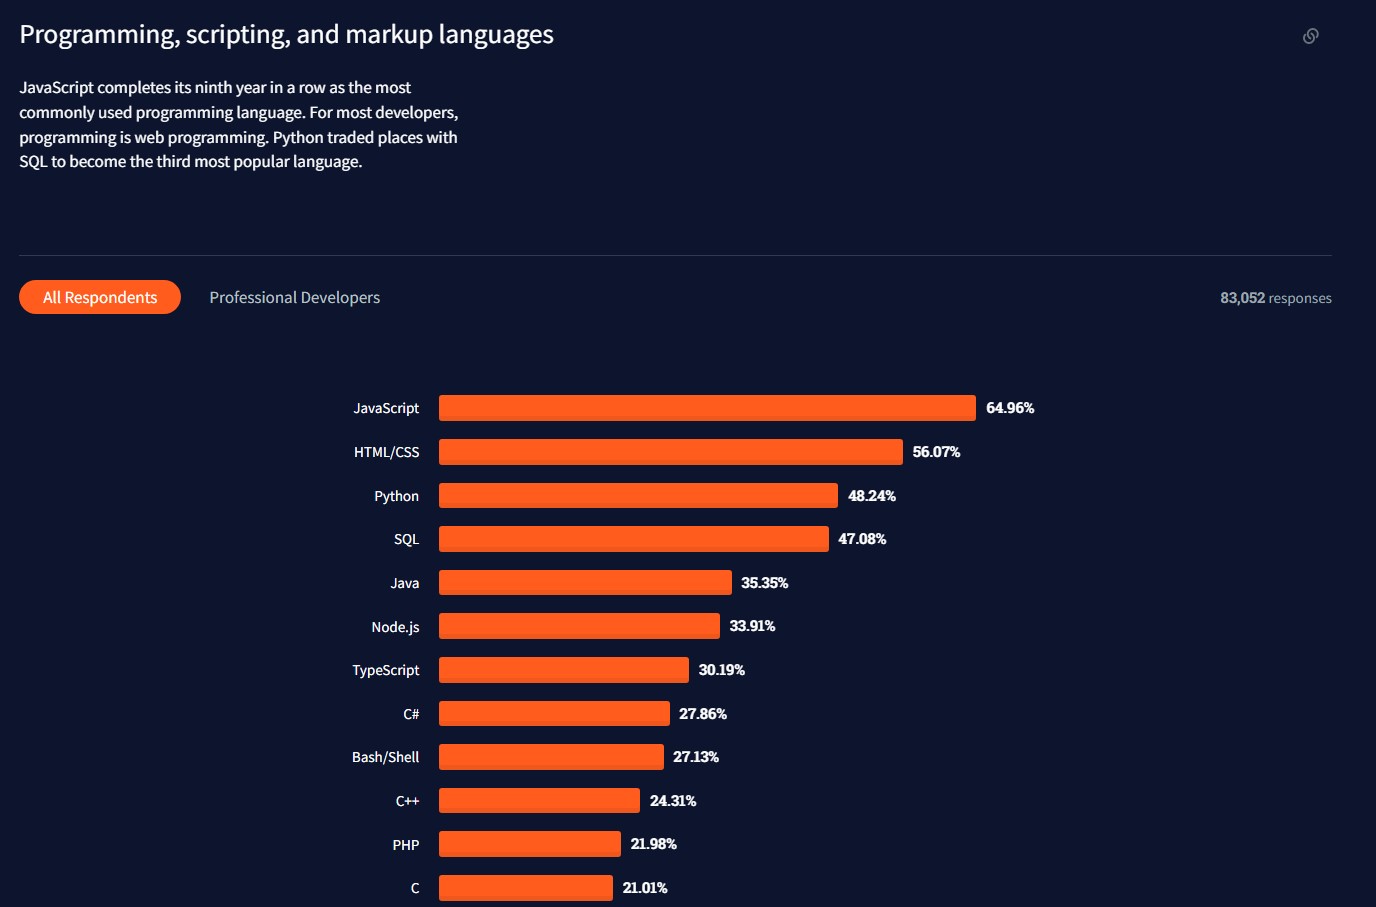 Programming, scripting, and markup languages
JavaScript completes its ninth year in a row as the most
commonly used programming language. For most developers,
programming is web programming. Python traded places with
SQL to become the third most popular language.
All Respondents
Professional Developers
83,052 responses
JavaScript 64.96%
HTML/CSS 56.07%
Python 48.24%
SQL 47.08%
Java 35.35%
Node.js 33.91%
TypeScript 30.19%
C# 27.86%
Bash/Shell 27.13%
C++ 24.31%
PHP 21.98%
C 21.01%